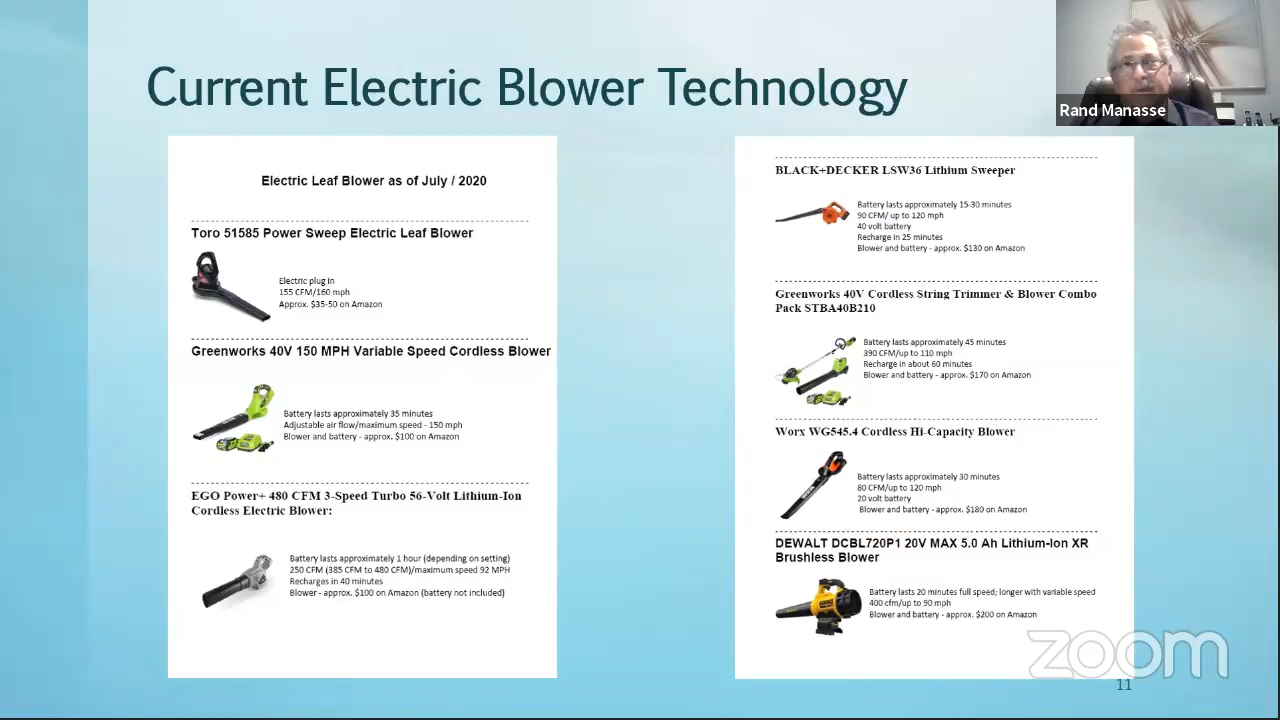 Current Electric Blower Technology
Rand Manasse
Electric Leaf Blower as of July / 2020
Toro 51585 Power Sweep Electric Leaf Blower
Electric plug in
155 CFM/160 mph
Approx. $35-50 on Amazon
Greenworks 40V 150 MPH Variable Speed Cordless Blower
Battery lasts approximately 35 minutes
Adjustable air flow/maximum speed - 150 mph
Blower and battery - approx. $100 on Amazon
EGO Power+ 480 CFM 3-Speed Turbo 56-Volt Lithium-Ion
Cordless Electric Blower:
Battery lasts approximately 1 hour (depending on setting)
250 CFM (385 CFM to 480 CFM)/maximum speed 92 MPH
Recharges in 40 minutes
Blower - approx. $100 on Amazon (battery not included)
BLACK+DECKER LSW36 Lithium Sweeper
Battery lasts approximately 15-30 minutes
90 CFM/ up to 120 mph
40 volt battery
Recharge in 25 minutes
Blower and battery - approx. $130 on Amazon
Greenworks 40V Cordless String Trimmer & Blower Combo
Pack STBA40B210
Battery lasts approximately 45 minutes
390 CFM/up to 110 mph
Recharge in about 60 minutes
Blower and battery - approx. $170 on Amazon
Worx WG545.4 Cordless Hi-Capacity Blower
Battery lasts approximately 30 minutes
80 CFM/up to 120 mph
20 volt battery
Blower and battery - approx. $180 on Amazon
DEWALT DCBL720P1 20V MAX 5.0 Ah Lithium-Ion XR
Brushless Blower
Battery lasts 20 minutes full speed; longer with variable speed
400 cfm/up to 90 mph
Blower and battery - approx. $200 on Amazon
zoom
11